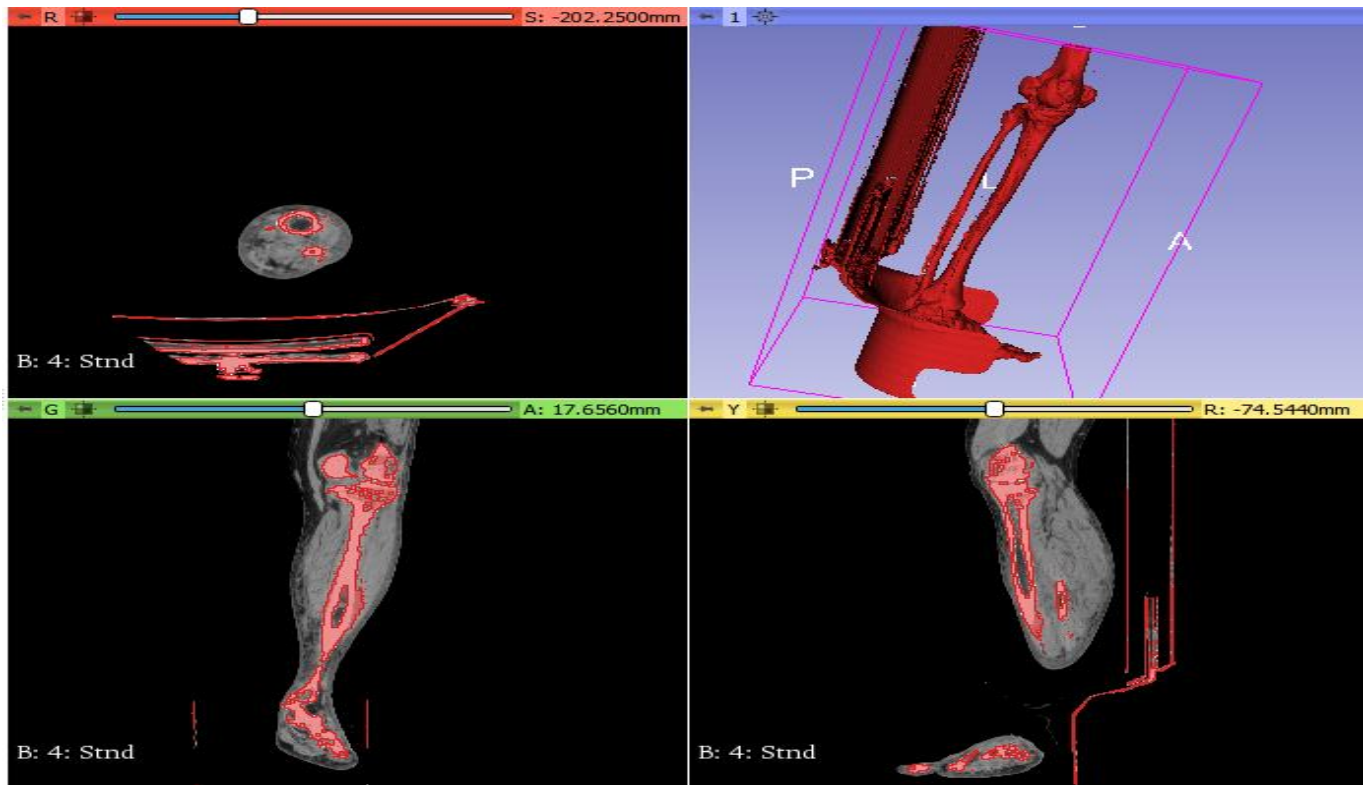 R S: -202.2500mm
1
B: 4: Stnd
P
L
A
G A: 17.6560mm
Y R: -74.5440mm
B: 4: Stnd
B: 4: Stnd